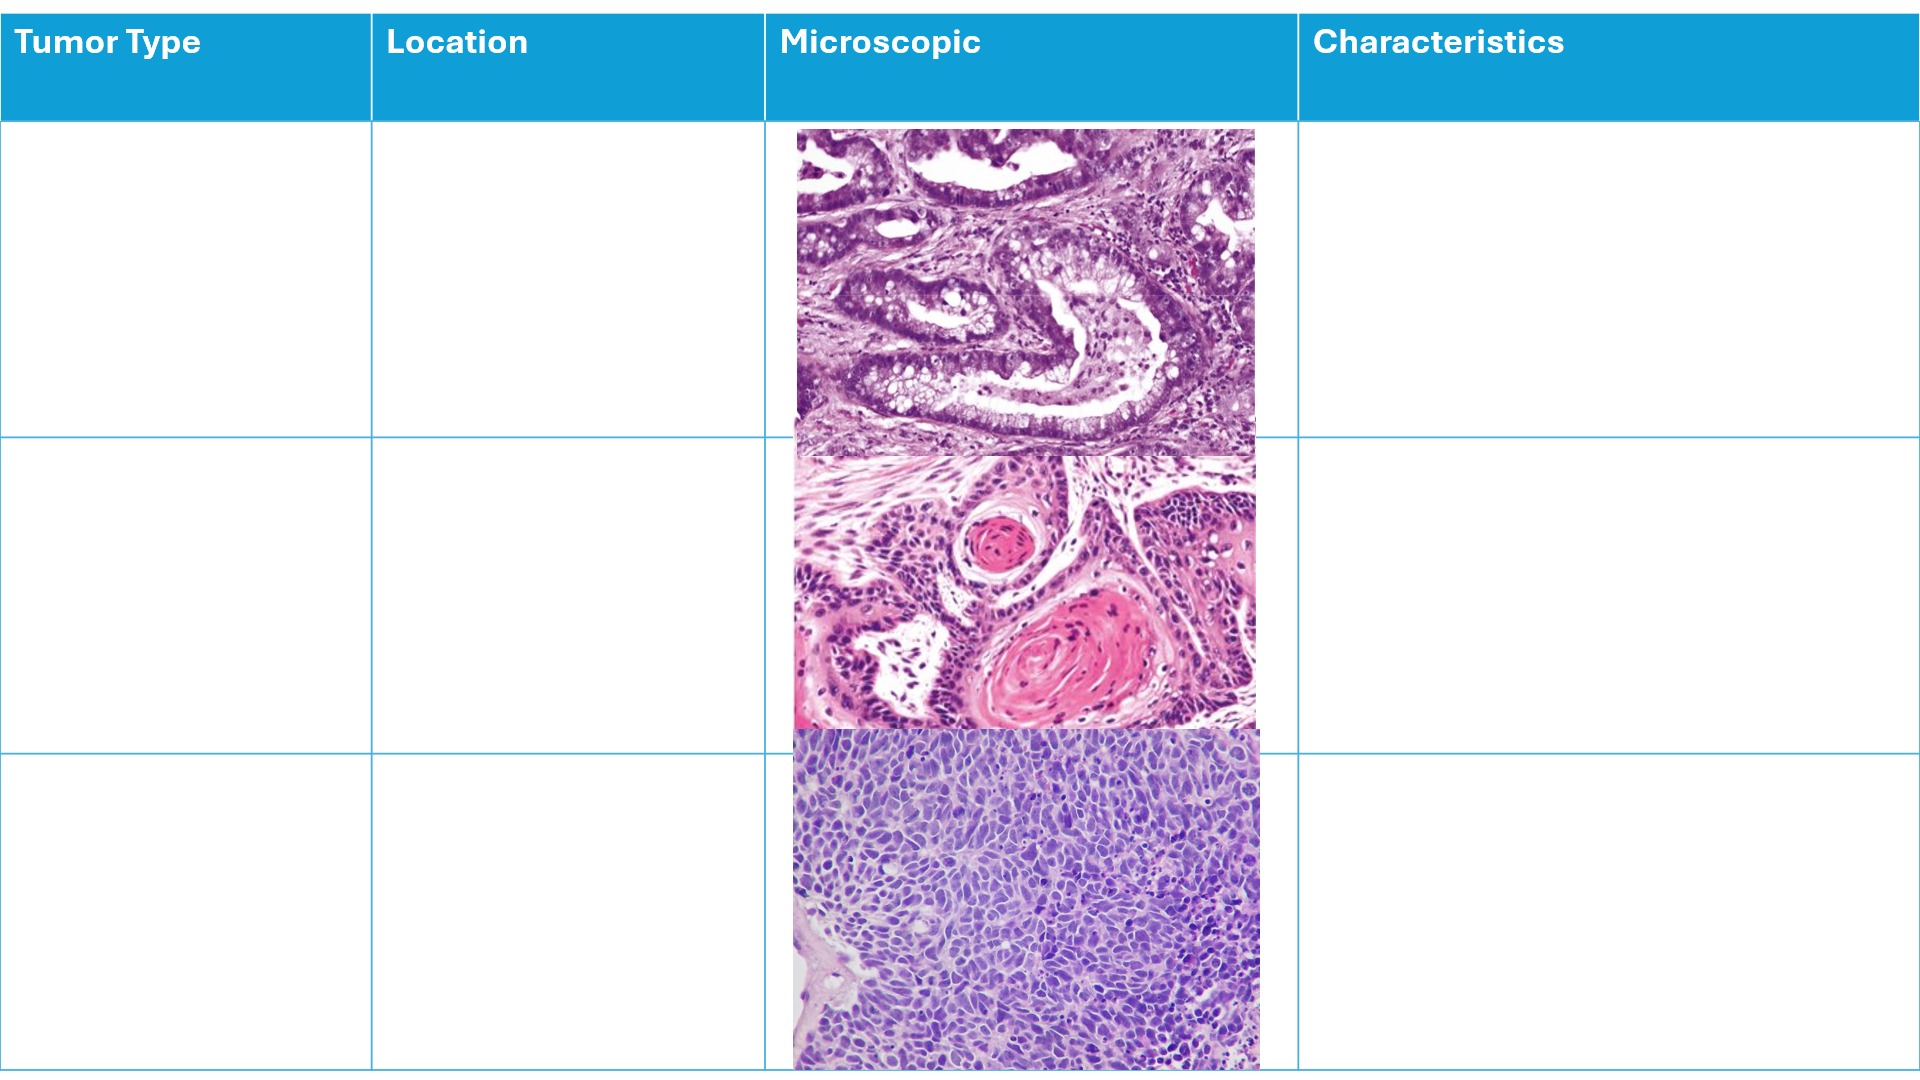 Tumor Type
Location
Microscopic
Characteristics